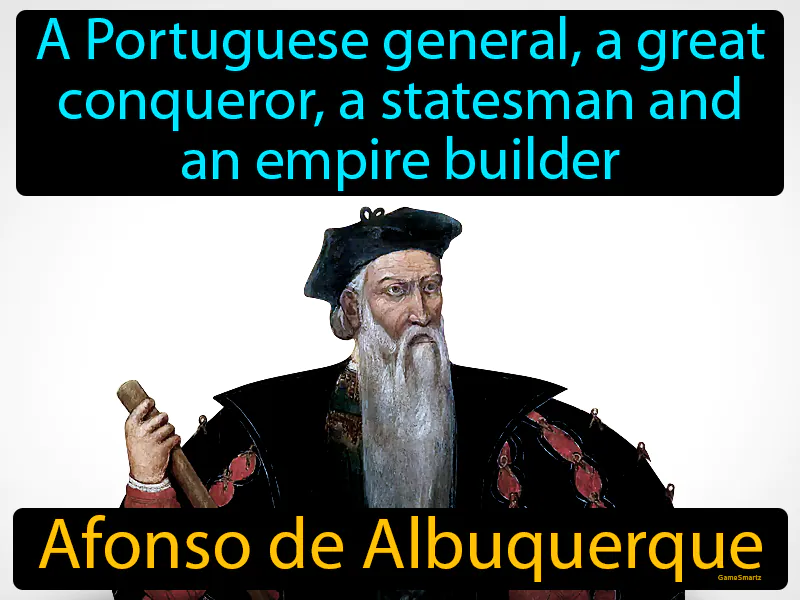 A Portuguese general, a great
conqueror, a statesman and
an empire builder
Afonso de Albuquerque
GameSmartz